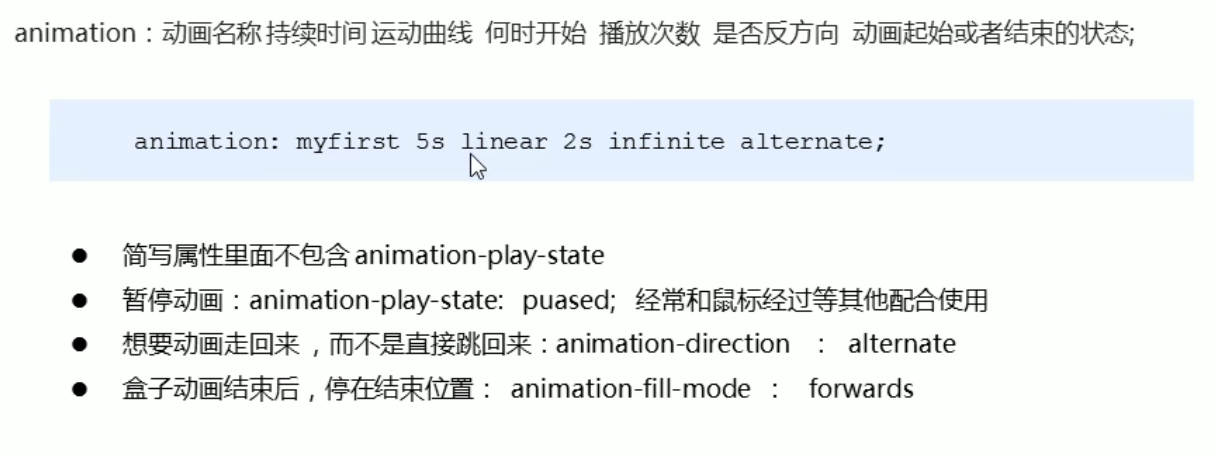 animation：动画名称 持续时间 运动曲线 何时开始 播放次数 是否反方向 动画起始或者结束的状态;
animation: myfirst 5s linear 2s infinite alternate;
● 简写属性里面不包含 animation-play-state
● 暂停动画：animation-play-state: puased; 经常和鼠标经过等其他配合使用
● 想要动画走回来，而不是直接跳回来：animation-direction ： alternate
● 盒子动画结束后，停在结束位置： animation-fill-mode ： forwards